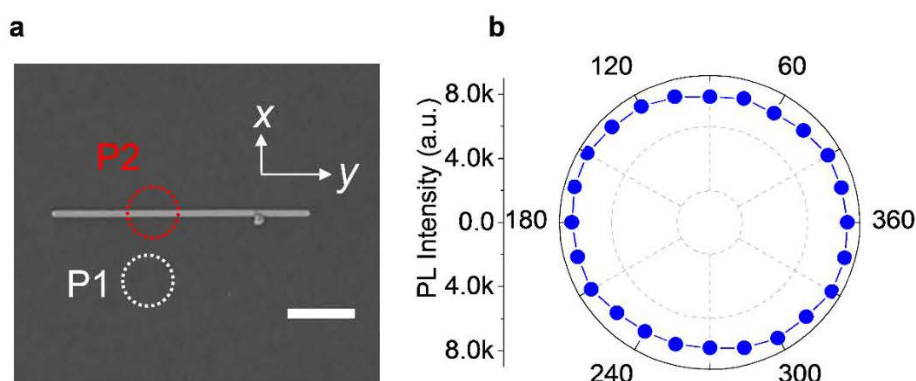 a
b
x
y
P2
P1
PL Intensity (a.u.)
8.0k
4.0k
0.0
4.0k
8.0k
120
60
180
360
240
300